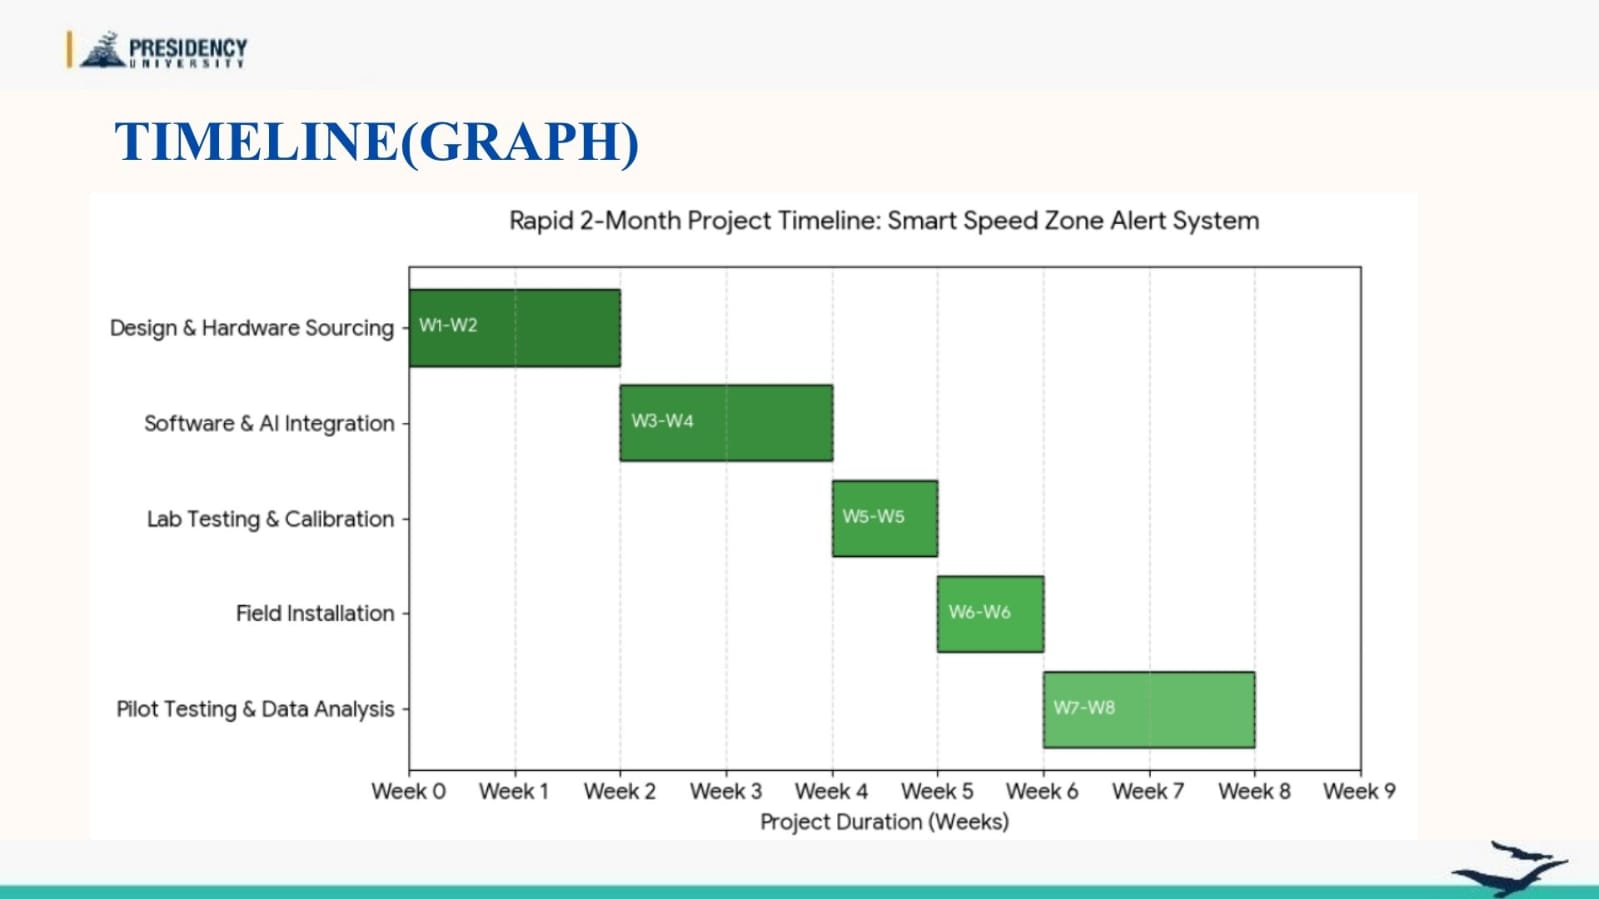 PRESIDENCY
UNIVERSITY
TIMELINE(GRAPH)
Rapid 2-Month Project Timeline: Smart Speed Zone Alert System
Design & Hardware Sourcing
W1-W2
Software & AI Integration
W3-W4
Lab Testing & Calibration
W5-W5
Field Installation
W6-W6
Pilot Testing & Data Analysis
W7-W8
Week 0 Week 1 Week 2 Week 3 Week 4 Week 5 Week 6 Week 7 Week 8 Week 9
Project Duration (Weeks)